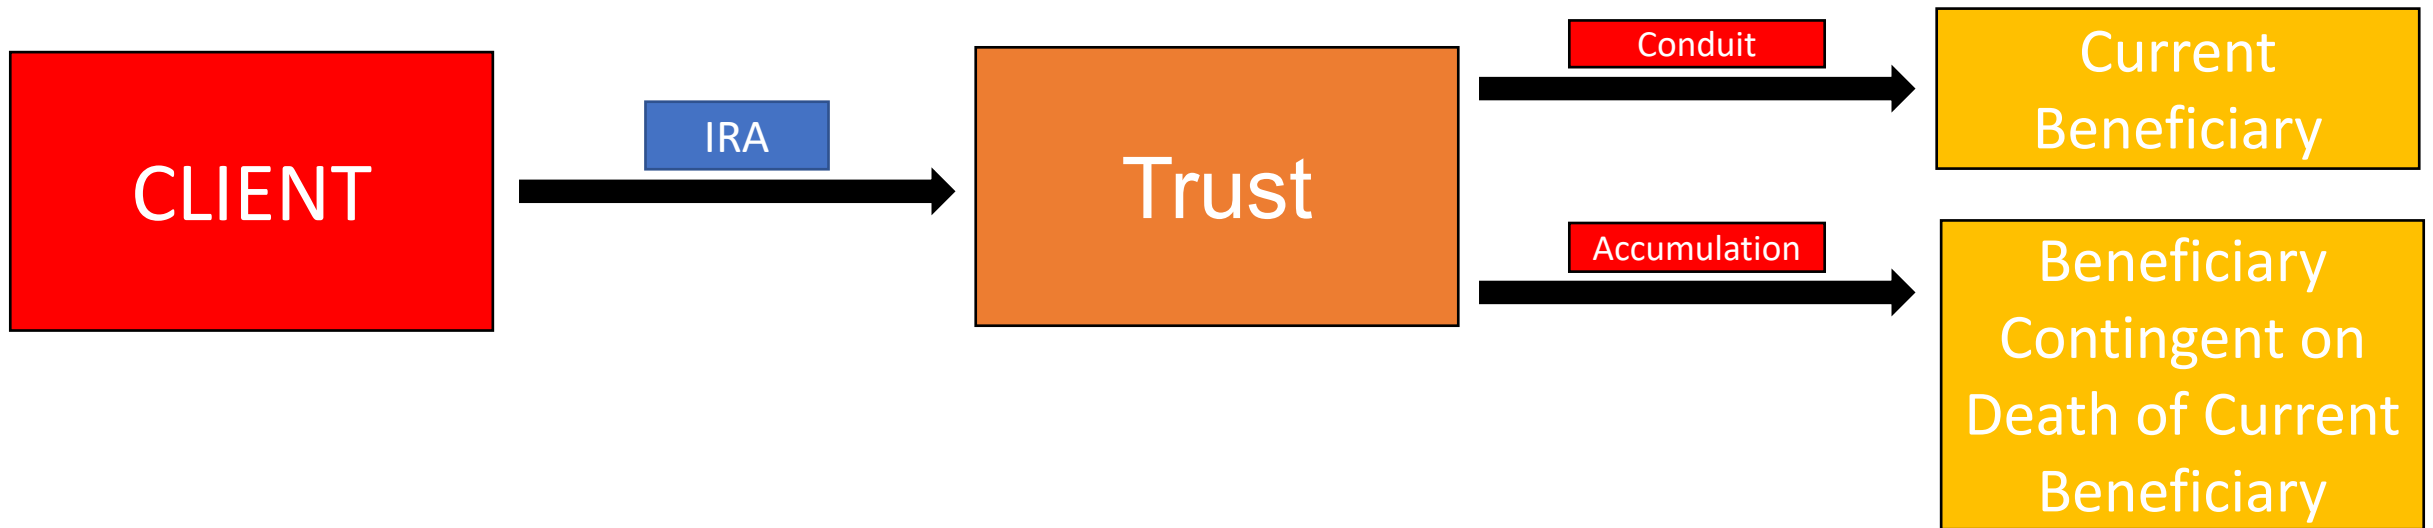 CLIENT
IRA
Trust
Conduit
Current
Beneficiary
Accumulation
Beneficiary
Contingent on
Death of Current
Beneficiary